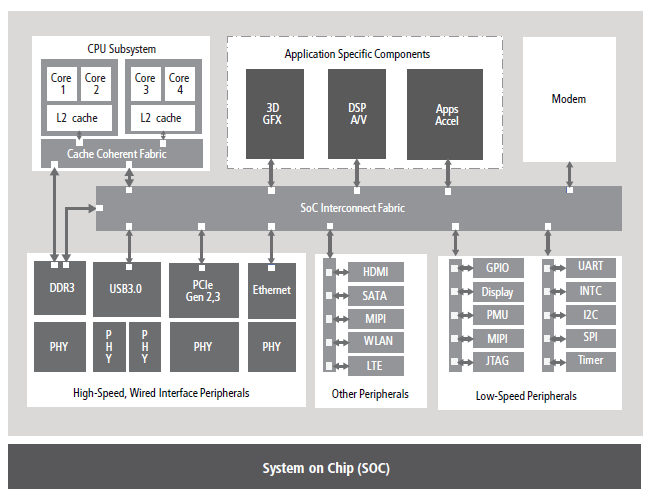 CPU Subsystem
Core
1
Core
2
Core
3
Core
4
L2 cache
L2 cache
Cache Coherent Fabric
Application Specific Components
3D
GFX
DSP
A/V
Apps
Accel
Modem
SoC Interconnect Fabric
DDR3
USB3.0
PCIe
Gen 2,3
Ethernet
PHY
P
H
Y
P
H
Y
PHY
PHY
High-Speed, Wired Interface Peripherals
HDMI
SATA
MIPI
WLAN
LTE
Other Peripherals
GPIO
Display
PMU
MIPI
JTAG
UART
INTC
I2C
SPI
Timer
Low-Speed Peripherals
System on Chip (SOC)